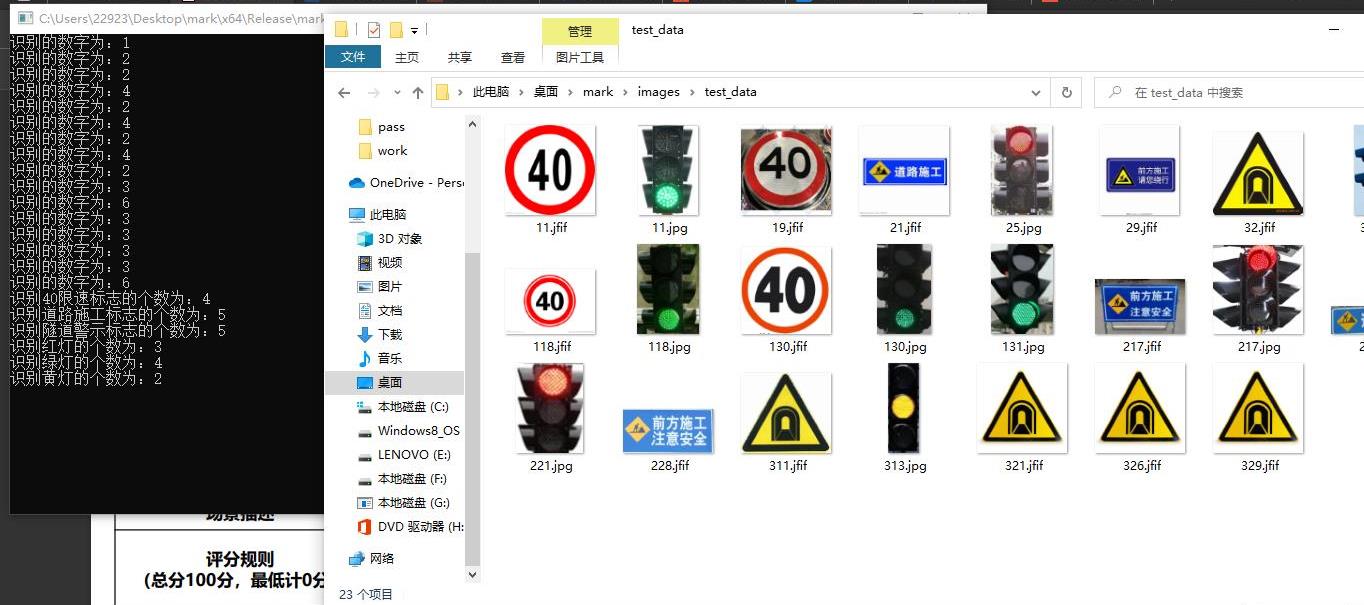 C:\Users\22923\Desktop\mark\x64\Release\mark
识别的数字为：1
识别的数字为：2
识别的数字为：2
识别的数字为：4
识别的数字为：2
识别的数字为：4
识别的数字为：2
识别的数字为：4
识别的数字为：2
识别的数字为：3
识别的数字为：6
识别的数字为：3
识别的数字为：3
识别的数字为：3
识别的数字为：3
识别的数字为：6
识别40限速标志的个数为：4
识别道路施工标志的个数为：5
识别隧道警示标志的个数为：5
识别红灯的个数为：3
识别绿灯的个数为：4
识别黄灯的个数为：2
场景描述
评分规则
(总分100分，最低计0分
管理
test_data
文件
主页
共享
查看
图片工具
此电脑 › 桌面 › mark › images › test_data
在 test_data 中搜索
pass
work
OneDrive - Pers
此电脑
3D 对象
视频
图片
文档
下载
音乐
桌面
本地磁盘 (C:)
Windows8_OS
LENOVO (E:)
本地磁盘 (F:)
本地磁盘 (G:)
DVD 驱动器 (H:
网络
23 个项目
40
道路施工
40
前方施工
请您绕行
11.jfif
11.jpg
19.jfif
21.jfif
25.jpg
29.jfif
32.jfif
40
40
前方施工
注意安全
118.jfif
118.jpg
130.jfif
130.jfif
131.jpg
217.jfif
217.jpg
前方施工
注意安全
221.jpg
228.jfif
311.jfif
313.jpg
321.jfif
326.jfif
329.jfif